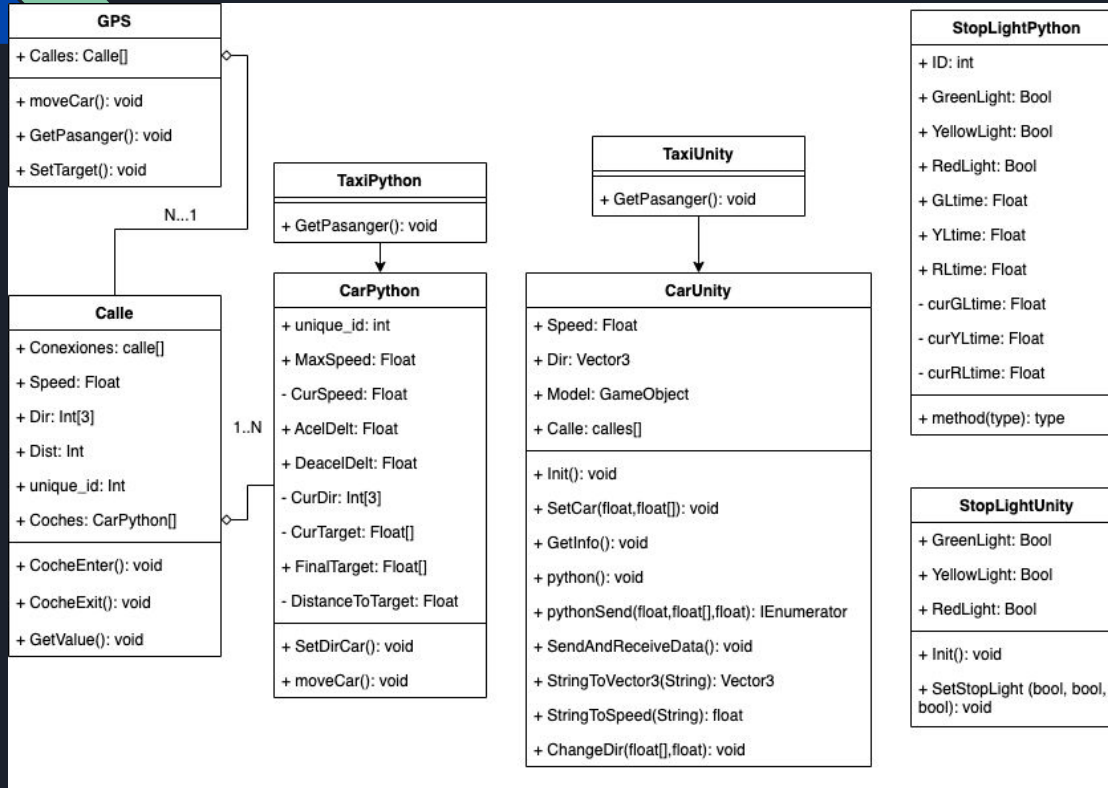 GPS
+ Calles: Calle[]
+ moveCar(): void
+ GetPasanger(): void
+ SetTarget(): void
N...1
Calle
+ Conexiones: calle[]
+ Speed: Float
+ Dir: Int[3]
+ Dist: Int
+ unique_id: Int
+ Coches: CarPython[]
+ CocheEnter(): void
+ CocheExit(): void
+ GetValue(): void
1..N
TaxiPython
+ GetPasanger(): void
CarPython
+ unique_id: int
+ MaxSpeed: Float
- CurSpeed: Float
+ AcelDelt: Float
+ DeacelDelt: Float
- CurDir: Int[3]
- CurTarget: Float[]
+ FinalTarget: Float[]
- DistanceToTarget: Float
+ SetDirCar(): void
+ moveCar(): void
TaxiUnity
+ GetPasanger(): void
CarUnity
+ Speed: Float
+ Dir: Vector3
+ Model: GameObject
+ Calle: calles[]
+ Init(): void
+ SetCar(float,float[]): void
+ GetInfo(): void
+ python(): void
+ pythonSend(float,float[],float): IEnumerator
+ SendAndReceiveData(): void
+ StringToVector3(String): Vector3
+ StringToSpeed(String): float
+ ChangeDir(float[],float): void
StopLightPython
+ ID: int
+ GreenLight: Bool
+ YellowLight: Bool
+ RedLight: Bool
+ GLtime: Float
+ YLtime: Float
+ RLtime: Float
- curGLtime: Float
- curYLtime: Float
- curRLtime: Float
+ method(type): type
StopLightUnity
+ GreenLight: Bool
+ YellowLight: Bool
+ RedLight: Bool
+ Init(): void
+ SetStopLight (bool, bool,
bool): void